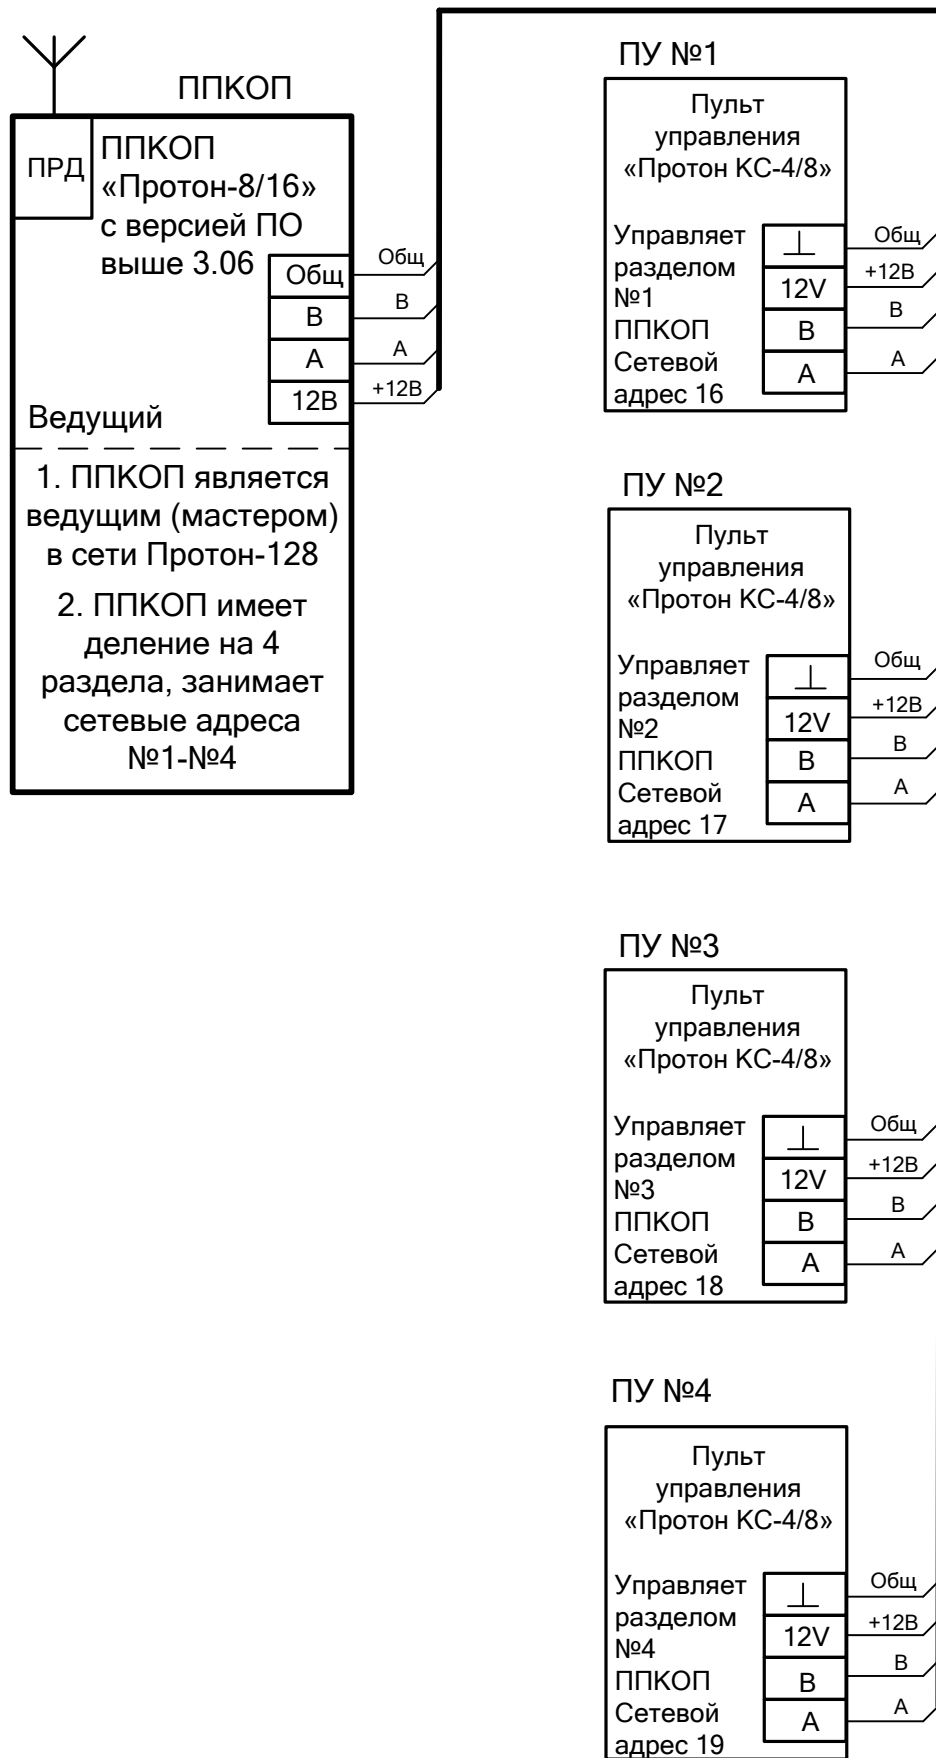 ППКОП
ПРД
ППКОП
«Протон-8/16»
с версией ПО
выше 3.06
Общ
В
А
12В
Общ
В
А
+12В
Ведущий
1. ППКОП является
ведущим (мастером)
в сети Протон-128
2. ППКОП имеет
деление на 4
раздела, занимает
сетевые адреса
№1-№4
ПУ №1
Пульт
управления
«Протон КС-4/8»
Управляет
разделом
№1
ППКОП
Сетевой
адрес 16
12V
В
А
Общ
+12В
В
А
ПУ №2
Пульт
управления
«Протон КС-4/8»
Управляет
разделом
№2
ППКОП
Сетевой
адрес 17
12V
В
А
Общ
+12В
В
А
ПУ №3
Пульт
управления
«Протон КС-4/8»
Управляет
разделом
№3
ППКОП
Сетевой
адрес 18
12V
В
А
Общ
+12В
В
А
ПУ №4
Пульт
управления
«Протон КС-4/8»
Управляет
разделом
№4
ППКОП
Сетевой
адрес 19
12V
В
А
Общ
+12В
В
А